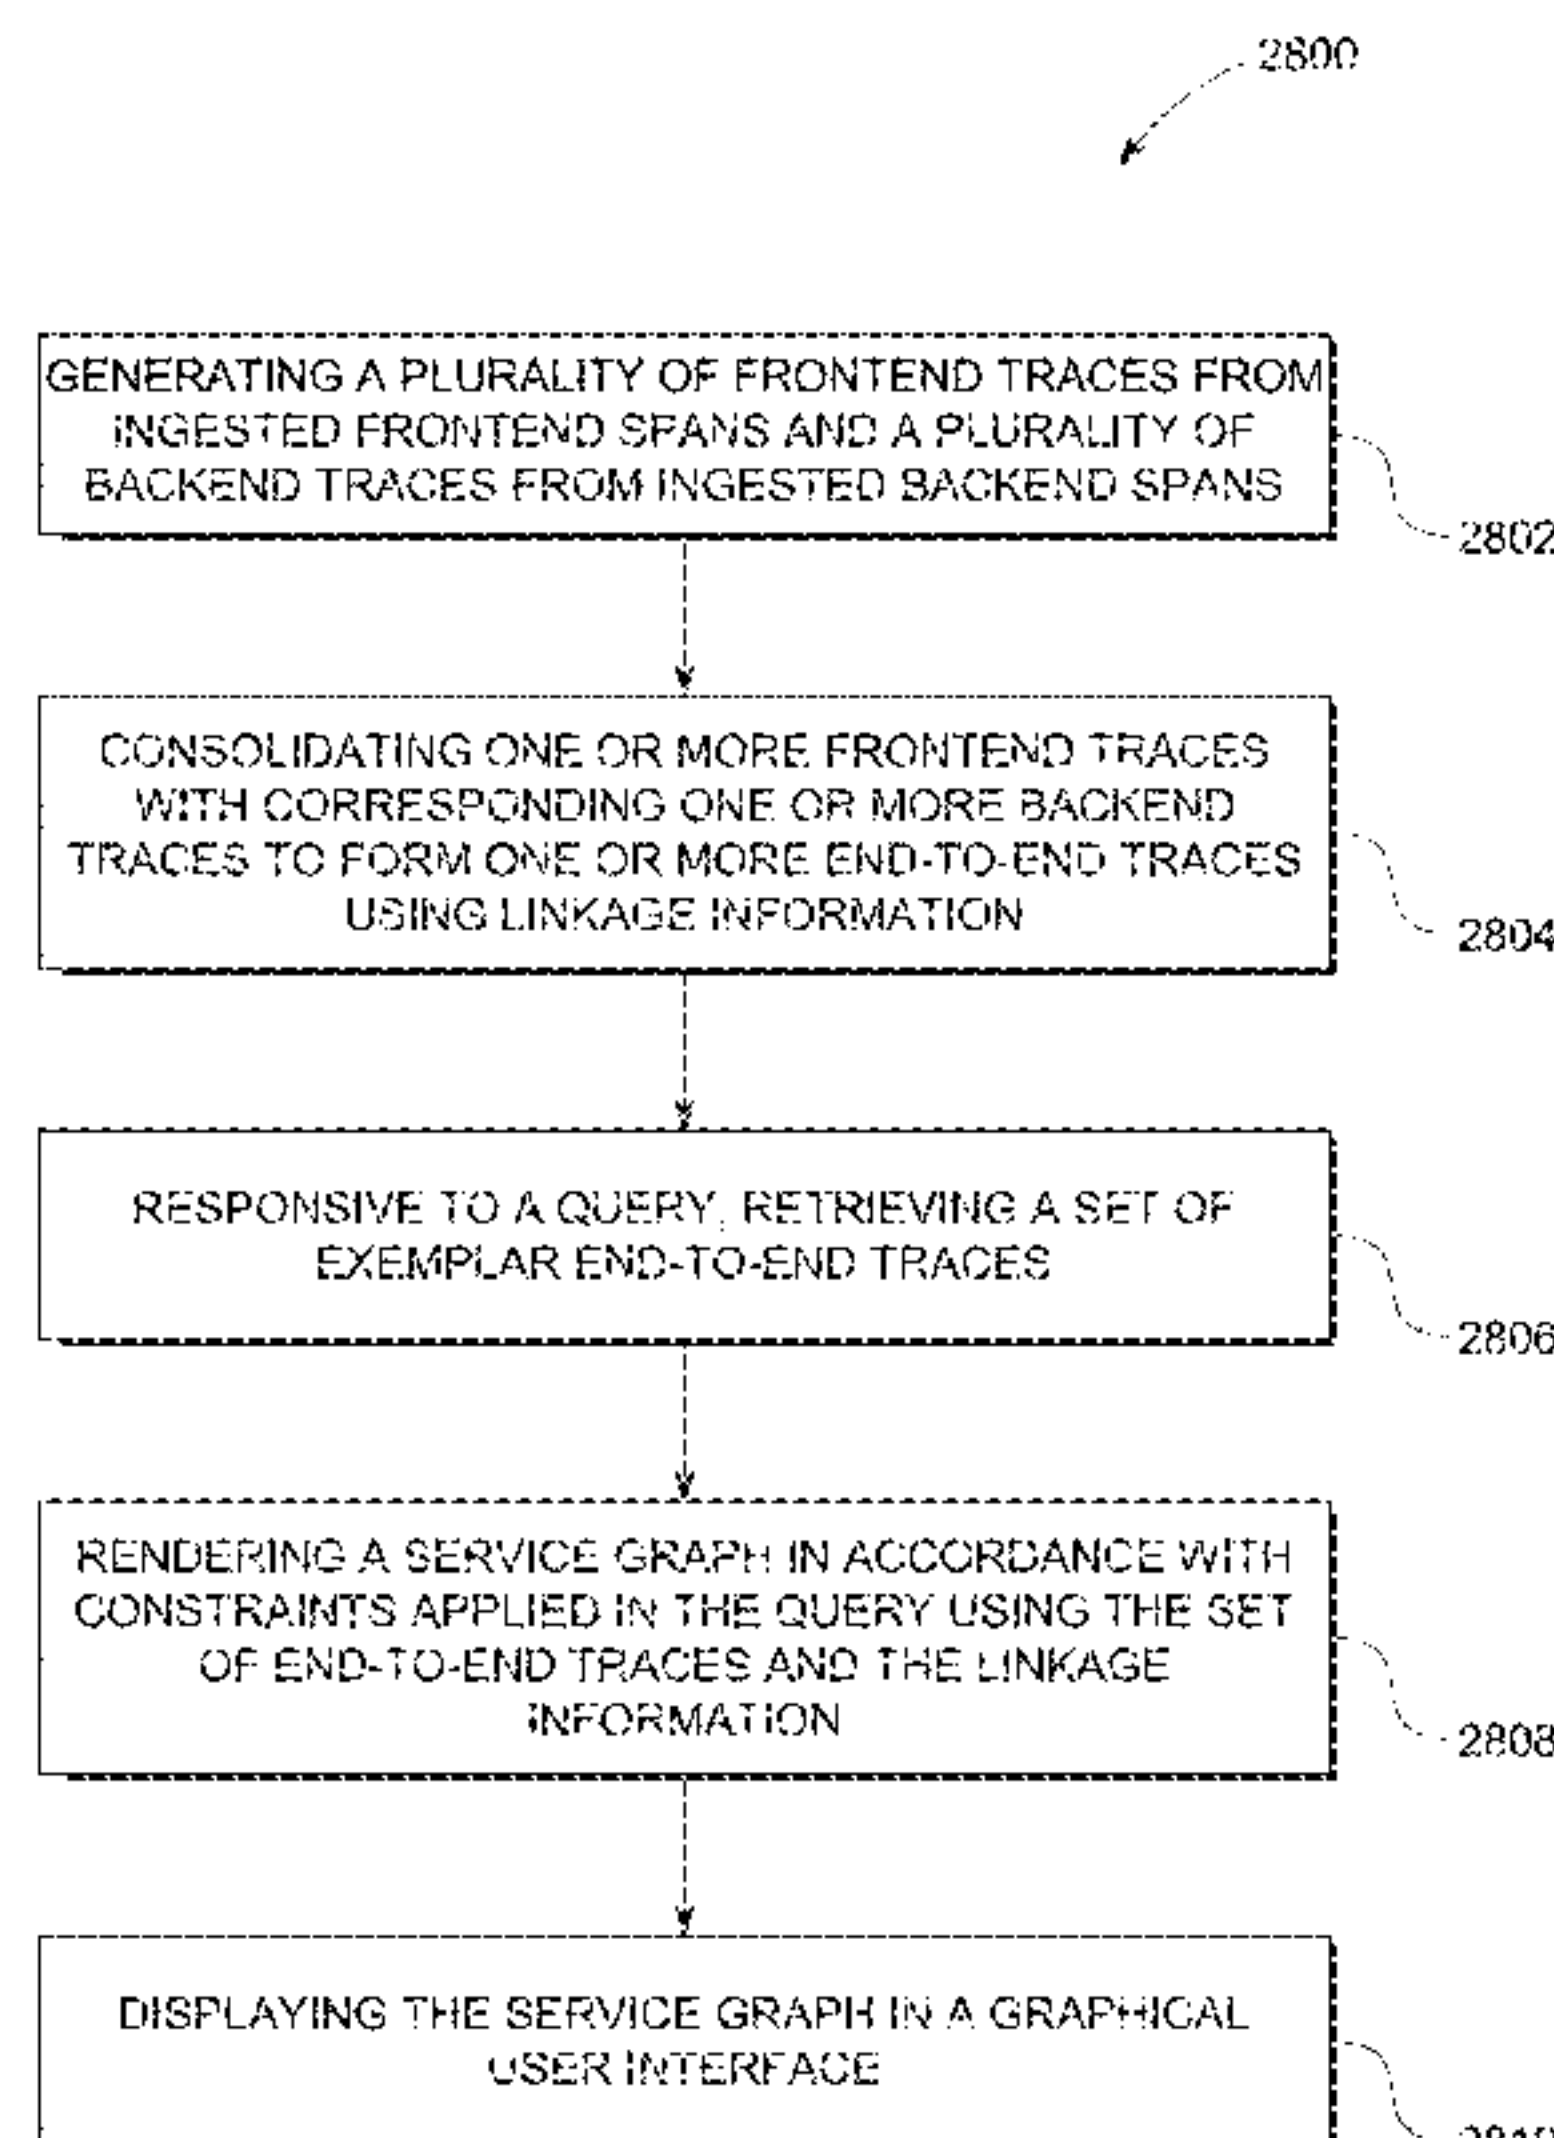 2800
GENERATING A PLURALITY OF FRONTEND TRACES FROM
INGESTED FRONTEND SPANS AND A PLURALITY OF
BACKEND TRACES FROM INGESTED BACKEND SPANS
2802
CONSOLIDATING ONE OR MORE FRONTEND TRACES
WITH CORRESPONDING ONE OR MORE BACKEND
TRACES TO FORM ONE OR MORE END-TO-END TRACES
USING LINKAGE INFORMATION
2804
RESPONSIVE TO A QUERY, RETRIEVING A SET OF
EXEMPLAR END-TO-END TRACES
2806
RENDERING A SERVICE GRAPH IN ACCORDANCE WITH
CONSTRAINTS APPLIED IN THE QUERY USING THE SET
OF END-TO-END TRACES AND THE LINKAGE
INFORMATION
2808
DISPLAYING THE SERVICE GRAPH IN A GRAPHICAL
USER INTERFACE